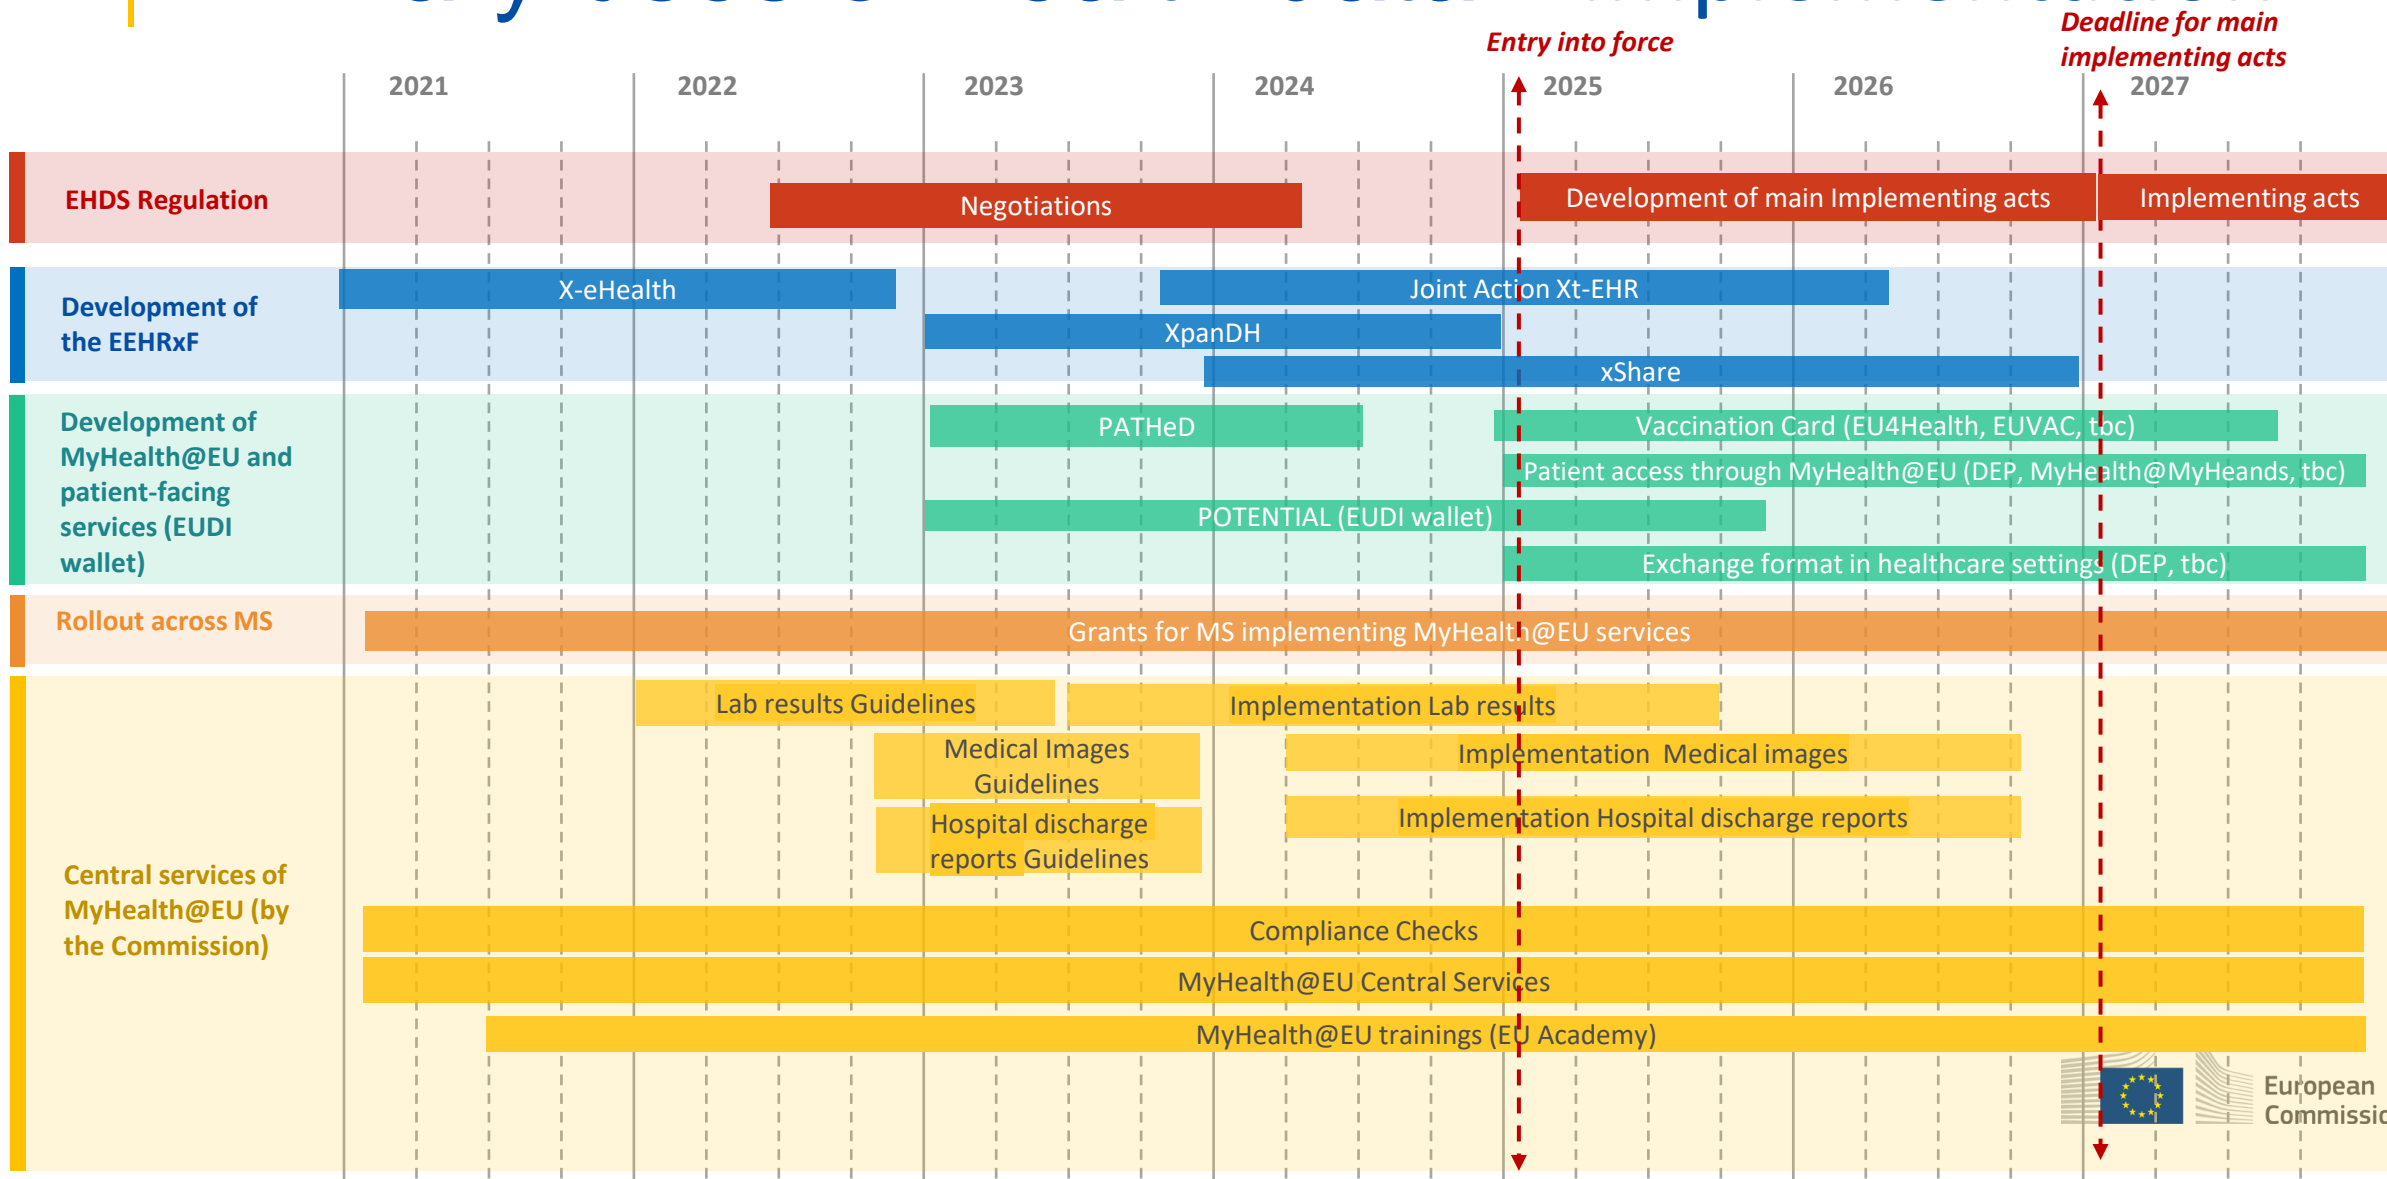 Entry into force
Deadline for main
implementing acts
2021
2022
2023
2024
2025
2026
2027
EHDS Regulation
Negotiations
Development of main Implementing acts
Implementing acts
Development of
the EEHRxF
X-eHealth
Joint Action Xt-EHR
XpanDH
xShare
Development of
MyHealth@EU and
patient-facing
services (EUDI
wallet)
PATHeD
Vaccination Card (EU4Health, EUVAC, tbc)
Patient access through MyHealth@EU (DEP, MyHealth@MyHeands, tbc)
POTENTIAL (EUDI wallet)
Exchange format in healthcare settings (DEP, tbc)
Rollout across MS
Grants for MS implementing MyHealth@EU services
Central services of
MyHealth@EU (by
the Commission)
Lab results Guidelines
Implementation Lab results
Medical Images
Guidelines
Implementation  Medical images
Hospital discharge
reports Guidelines
Implementation Hospital discharge reports
Compliance Checks
MyHealth@EU Central Services
MyHealth@EU trainings (EU Academy)
European
Commissio